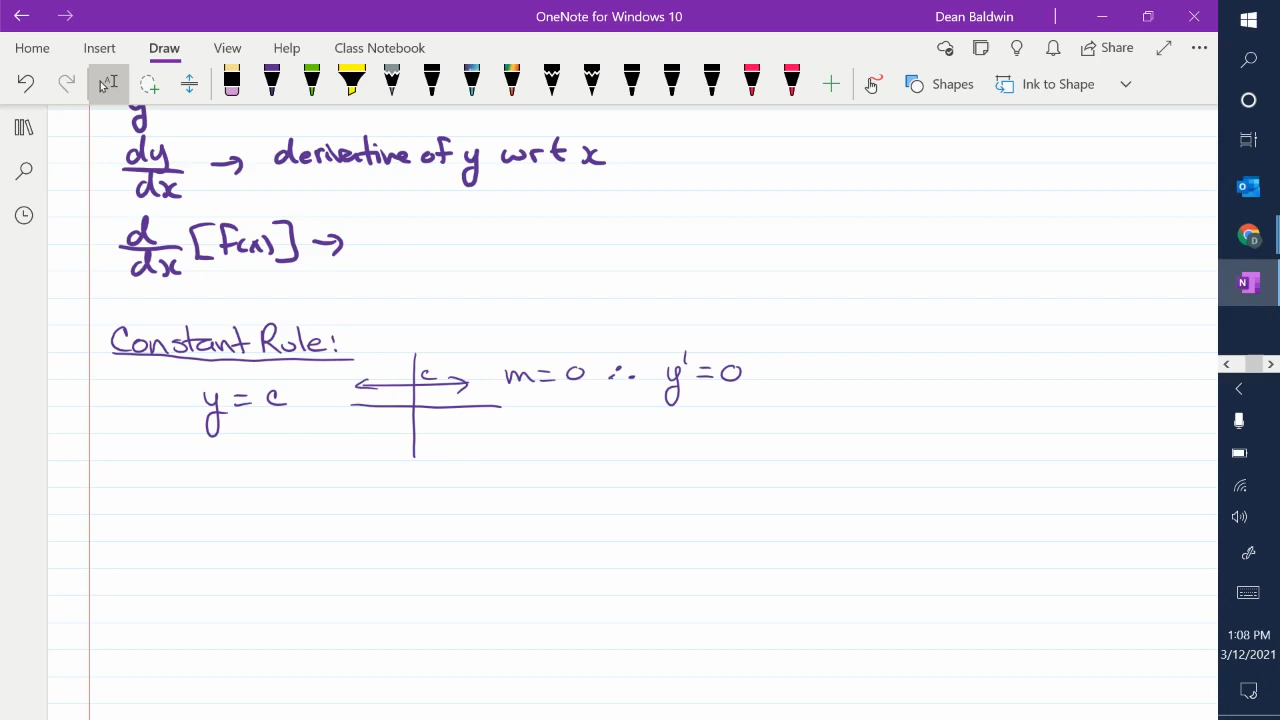 OneNote for Windows 10
Dean Baldwin
Home Insert Draw View Help Class Notebook Share
Shapes Ink to Shape
y
dy/dx → derivative of y wrt x
d/dx [f(x)] →
Constant Rule:
y = c
c
m = 0 ∴ y' = 0
1:08 PM
3/12/2021